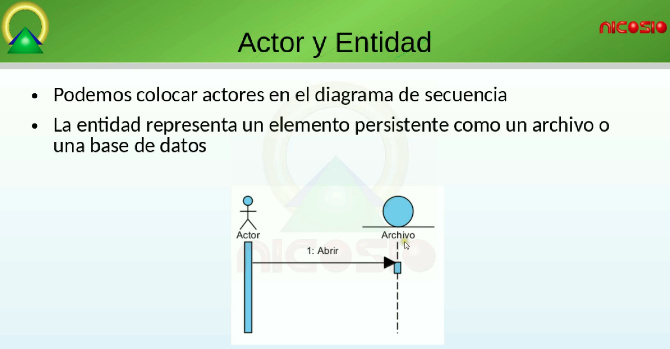 NICOSIO
Actor y Entidad
• Podemos colocar actores en el diagrama de secuencia
• La entidad representa un elemento persistente como un archivo o
una base de datos
Actor
Archivo
1: Abrir
NICOSIO